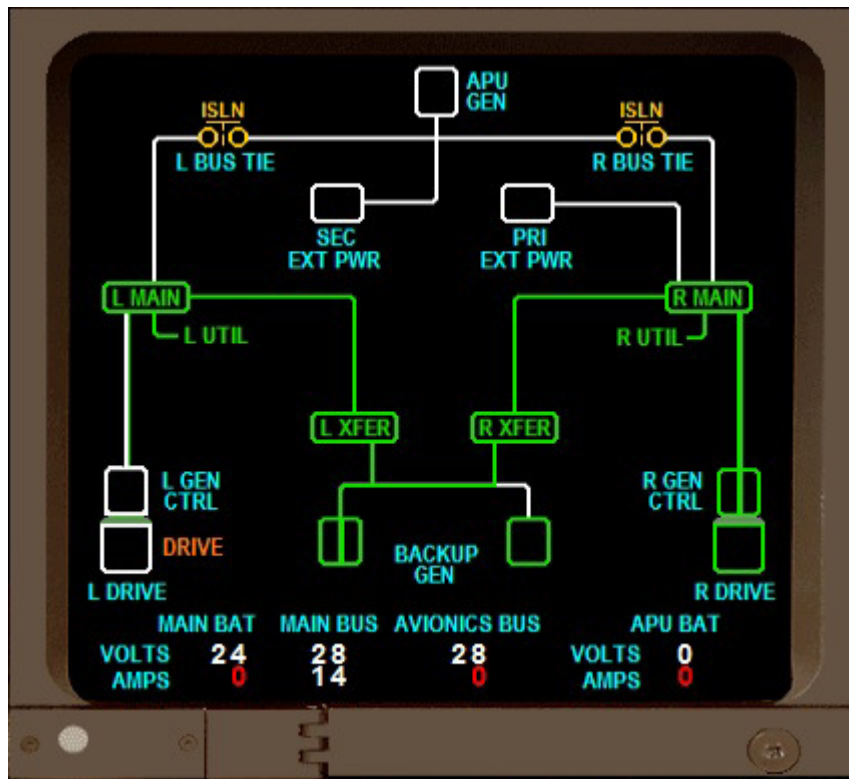 APU
GEN
ISLN
ISLN
L BUS TIE
R BUS TIE
SEC
EXT PWR
PRI
EXT PWR
L MAIN
R MAIN
L UTIL
R UTIL
L XFER
R XFER
L GEN
CTRL
R GEN
CTRL
DRIVE
BACKUP
GEN
L DRIVE
R DRIVE
MAIN BAT MAIN BUS AVIONICS BUS APU BAT
VOLTS 24 28 28 VOLTS 0
AMPS 0 14 0 AMPS 0